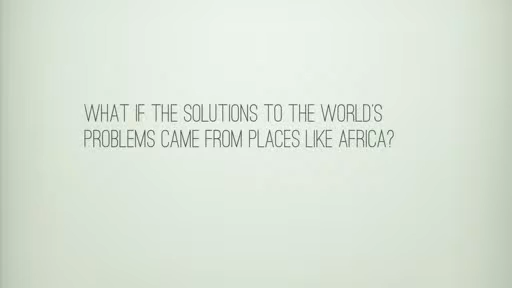 WHAT IF THE SOLUTIONS TO THE WORLD'S
PROBLEMS CAME FROM PLACES LIKE AFRICA?